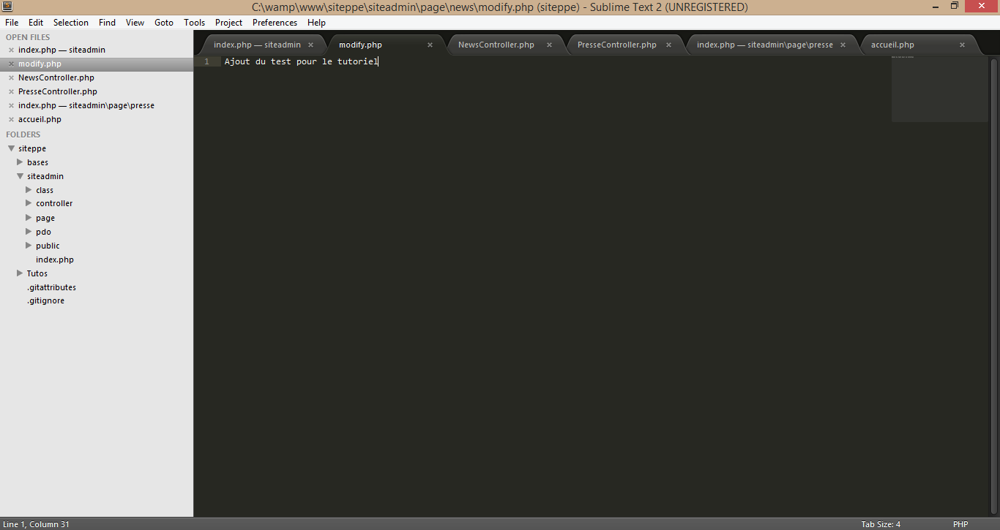 C:\wamp\www\siteppe\siteadmin\page\news\modify.php (siteppe) - Sublime Text 2 (UNREGISTERED)
File Edit Selection Find View Goto Tools Project Preferences Help
OPEN FILES
index.php — siteadmin
modify.php
NewsController.php
PresseController.php
index.php — siteadmin\page\presse
accueil.php
FOLDERS
siteppe
bases
siteadmin
class
controller
page
pdo
public
index.php
Tutos
.gitattributes
.gitignore
index.php — siteadmin modify.php NewsController.php PresseController.php index.php — siteadmin\page\presse accueil.php
1 Ajout du test pour le tutoriel
Line 1, Column 31 Tab Size: 4 PHP